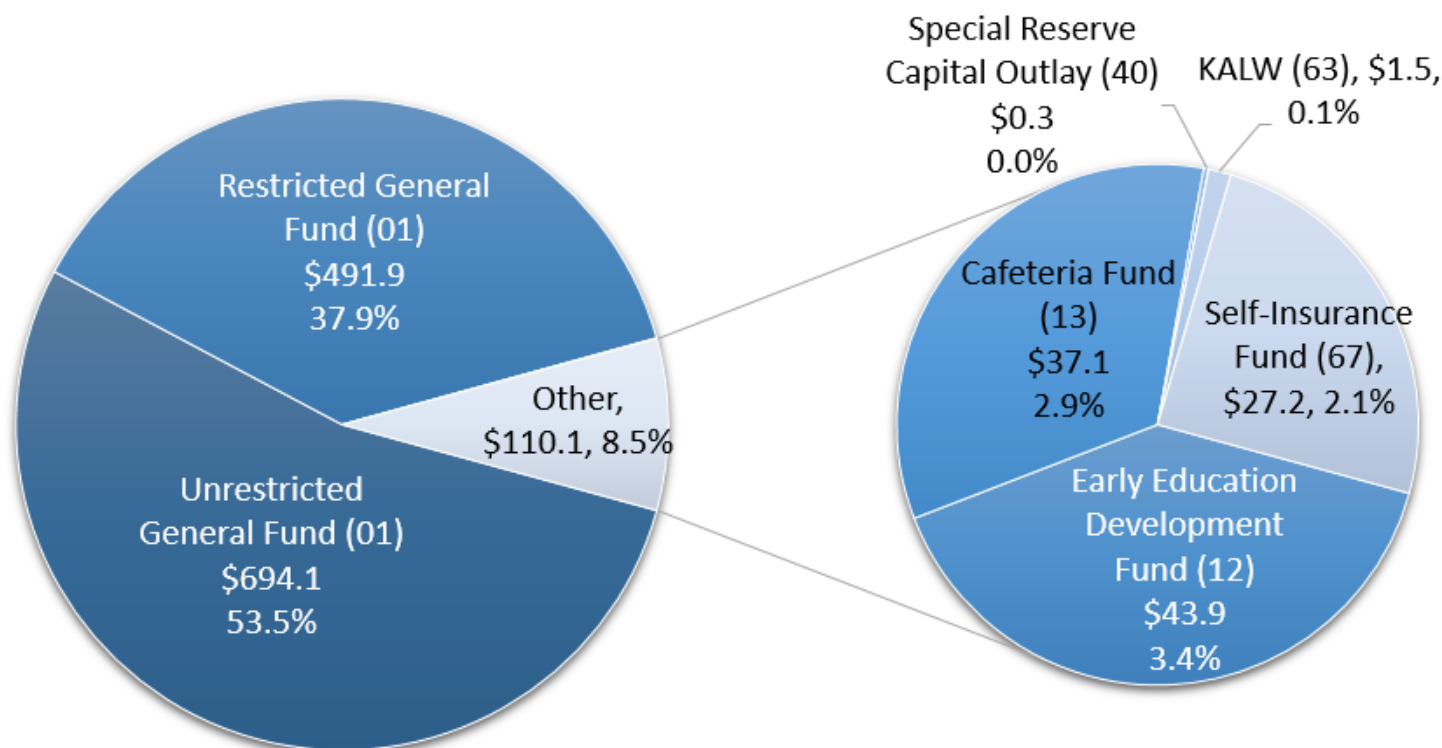 Restricted General
Fund (01)
$491.9
37.9%
Other,
$110.1, 8.5%
Unrestricted
General Fund (01)
$694.1
53.5%
Special Reserve
Capital Outlay (40)
$0.3
0.0%
KALW (63), $1.5,
0.1%
Cafeteria Fund
(13)
$37.1
2.9%
Self-Insurance
Fund (67),
$27.2, 2.1%
Early Education
Development
Fund (12)
$43.9
3.4%